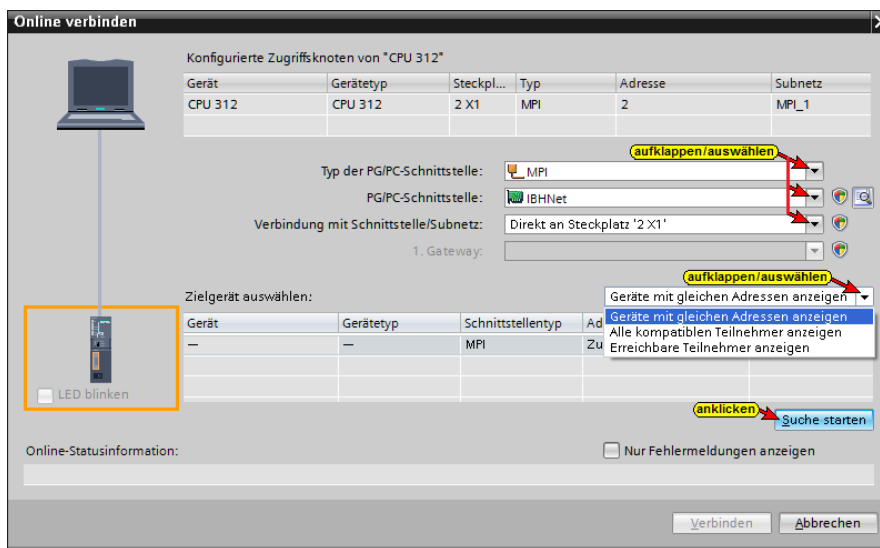 Online verbinden
Konfigurierte Zugriffsknoten von "CPU 312"
Gerät Gerätetyp Steckpl... Typ Adresse Subnetz
CPU 312 CPU 312 2 X1 MPI 2 MPI_1
aufklappen/auswählen
Typ der PG/PC-Schnittstelle: MPI
PG/PC-Schnittstelle: IBHNet
Verbindung mit Schnittstelle/Subnetz: Direkt an Steckplatz '2 X1'
1. Gateway:
aufklappen/auswählen
Zielgerät auswählen: Geräte mit gleichen Adressen anzeigen
Gerät Gerätetyp Schnittstellentyp Ad
Geräte mit gleichen Adressen anzeigen
Alle kompatiblen Teilnehmer anzeigen
— — MPI Zu
Erreichbare Teilnehmer anzeigen
LED blinken
anklicken
Suche starten
Online-Statusinformation: Nur Fehlermeldungen anzeigen
Verbinden Abbrechen